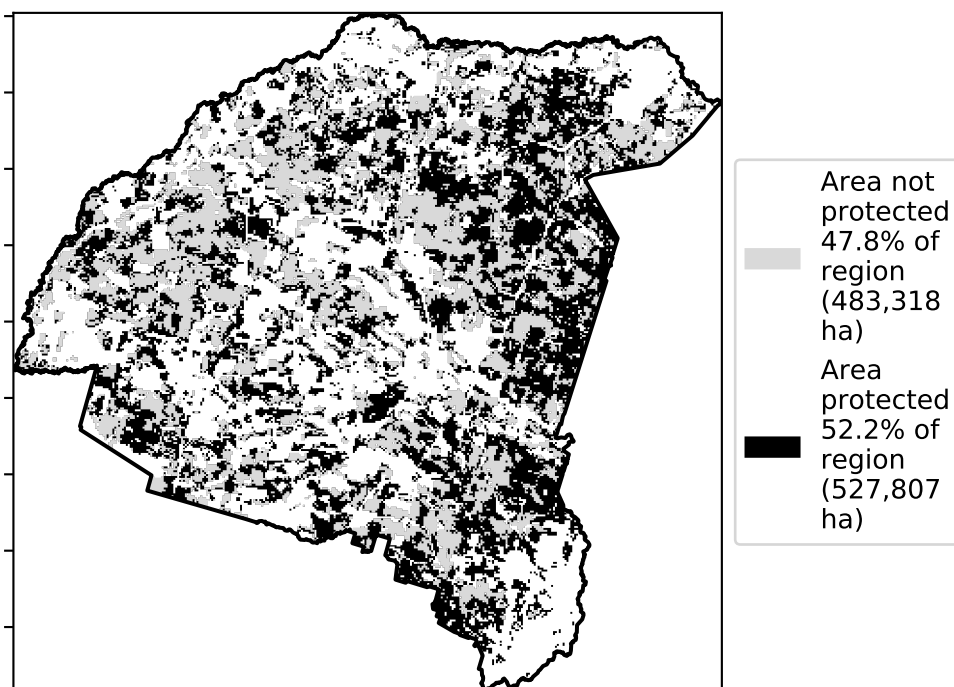 Area not
protected
47.8% of
region
(483,318
ha)
Area
protected
52.2% of
region
(527,807
ha)